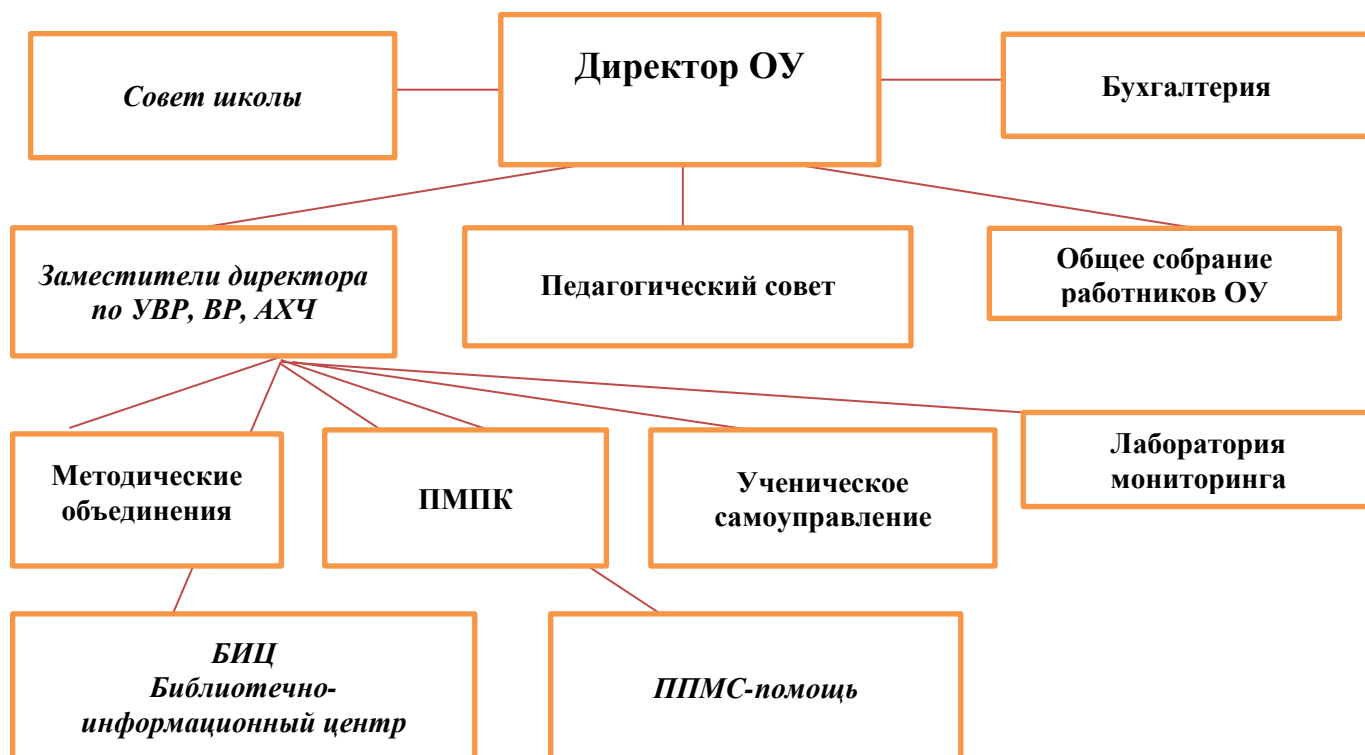 Директор ОУ
Совет школы
Бухгалтерия
Заместители директора
по УВР, ВР, АХЧ
Педагогический совет
Общее собрание
работников ОУ
Методические
объединения
ПМПК
Ученическое
самоуправление
Лаборатория
мониторинга
БИЦ
Библиотечно-
информационный центр
ППМС-помощь